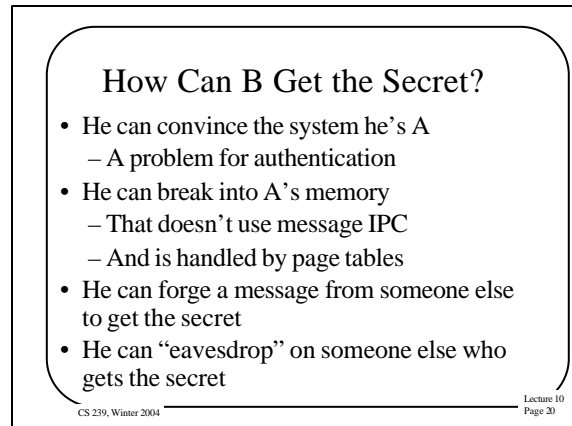 How Can B Get the Secret?
• He can convince the system he’s A
– A problem for authentication
• He can break into A’s memory
– That doesn’t use message IPC
– And is handled by page tables
• He can forge a message from someone else
to get the secret
• He can “eavesdrop” on someone else who
gets the secret
CS 239, Winter 2004
Lecture 10
Page 20